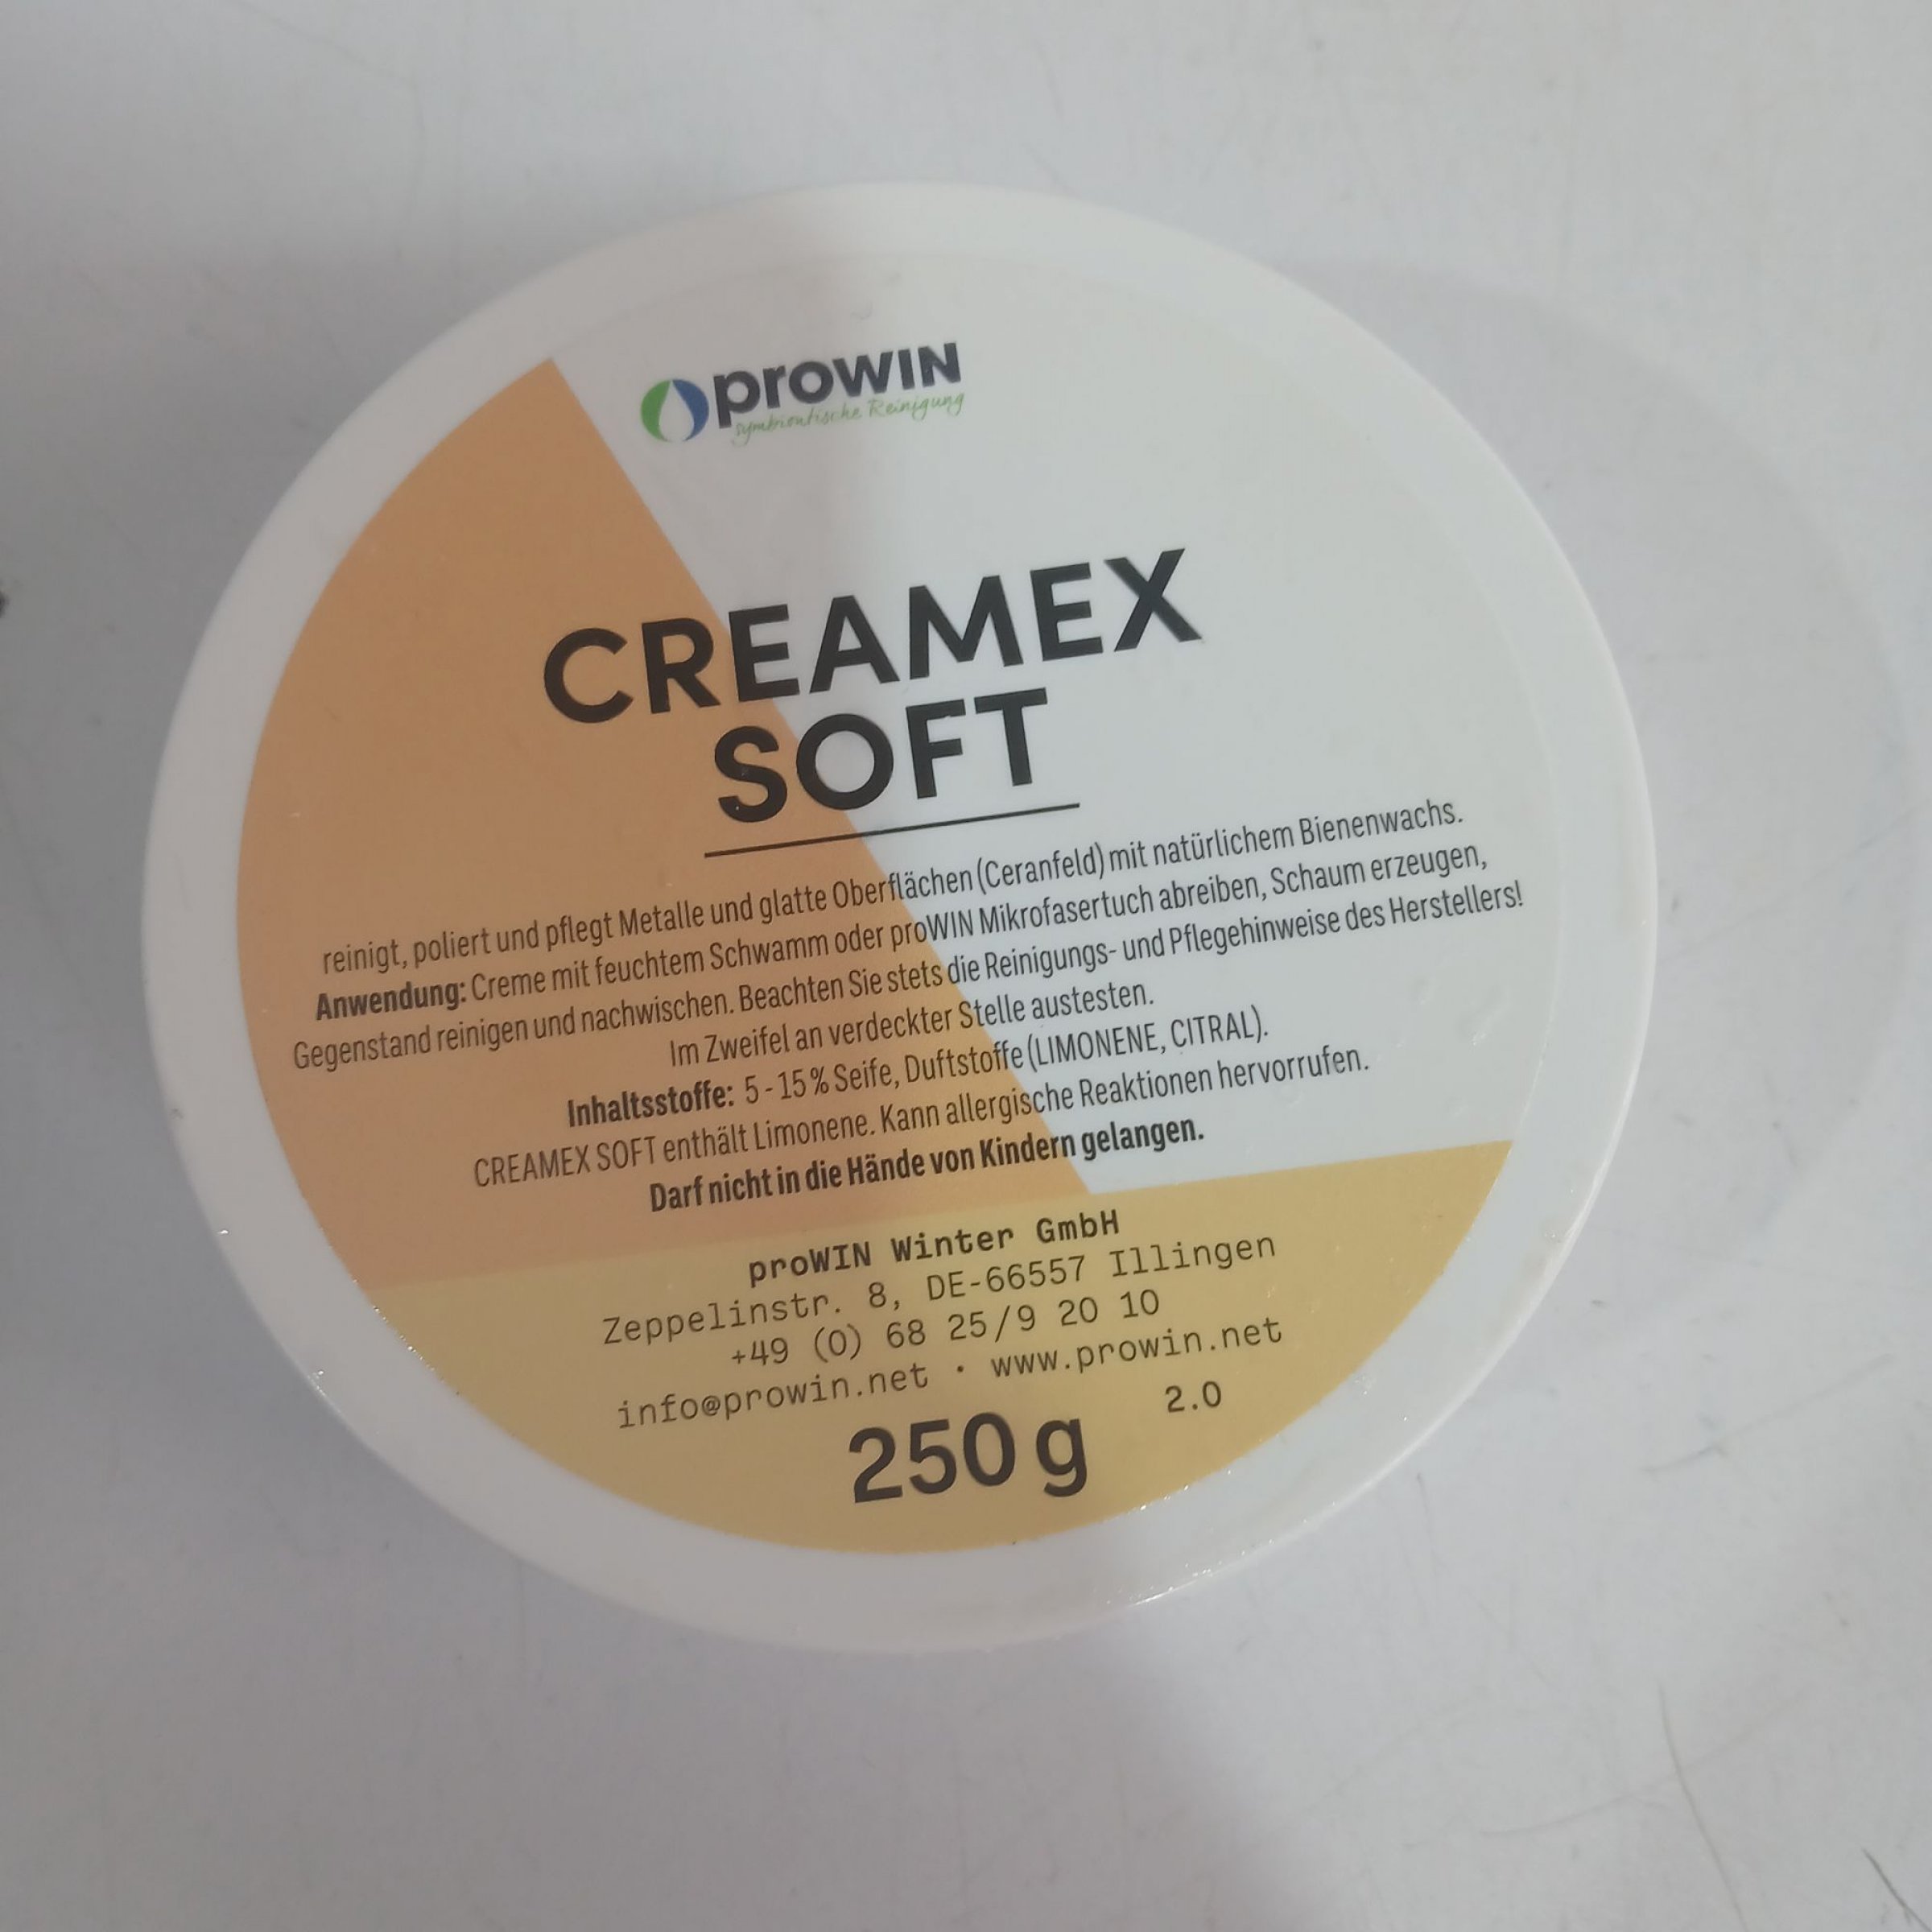 proWIN
symbiontische Reinigung
CREAMEX
SOFT
reinigt, poliert und pflegt Metalle und glatte Oberflächen (Ceranfeld) mit natürlichem Bienenwachs.
Anwendung: Creme mit feuchtem Schwamm oder proWIN Mikrofasertuch abreiben, Schaum erzeugen,
Gegenstand reinigen und nachwischen. Beachten Sie stets die Reinigungs- und Pflegehinweise des Herstellers!
Im Zweifel an verdeckter Stelle austesten.
Inhaltsstoffe: 5 - 15 % Seife, Duftstoffe (LIMONENE, CITRAL).
CREAMEX SOFT enthält Limonene. Kann allergische Reaktionen hervorrufen.
Darf nicht in die Hände von Kindern gelangen.
proWIN Winter GmbH
Zeppelinstr. 8, DE-66557 Illingen
+49 (0) 68 25/9 20 10
info@prowin.net · www.prowin.net
2.0
250 g